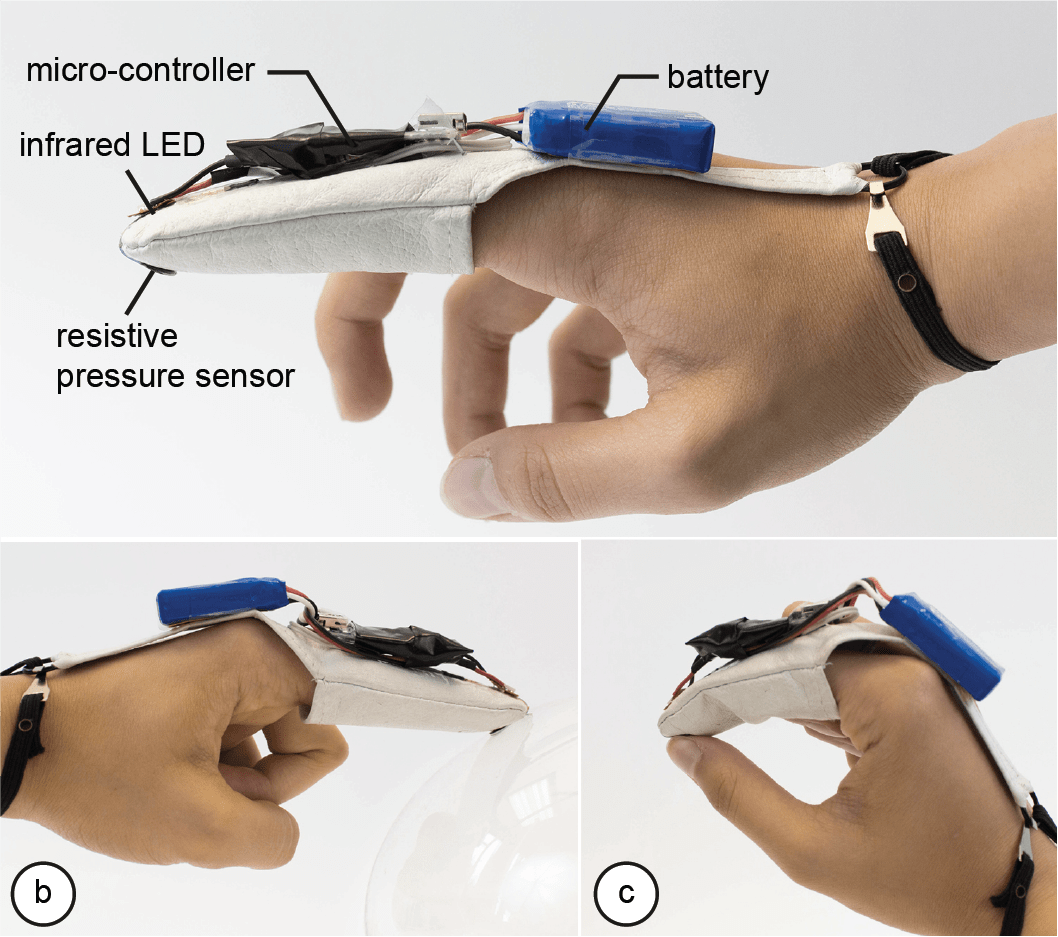 micro-controller
battery
infrared LED
resistive
pressure sensor
b
c